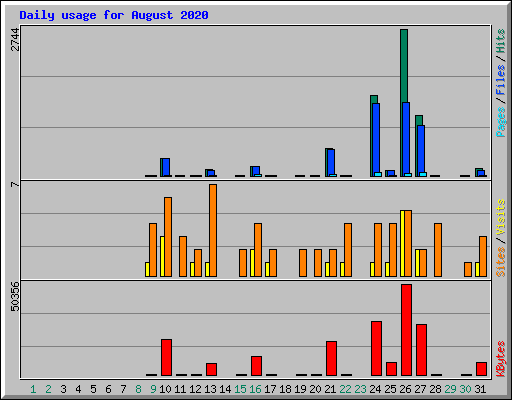 Daily usage for August 2020
2744
Pages / Files / Hits
7
Sites / Visits
50356
KBytes
1 2 3 4 5 6 7 8 9 10 11 12 13 14 15 16 17 18 19 20 21 22 23 24 25 26 27 28 29 30 31